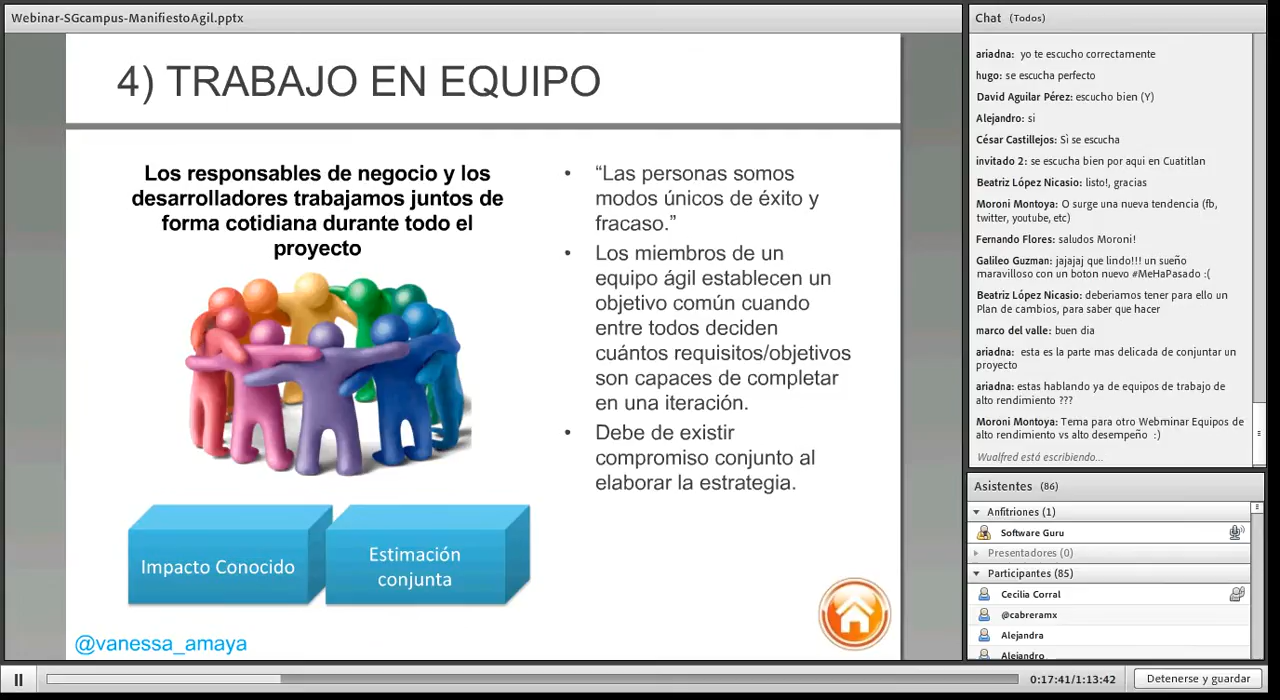 Webinar-SGcampus-ManifiestoAgil.pptx
4) TRABAJO EN EQUIPO
Los responsables de negocio y los
desarrolladores trabajamos juntos de
forma cotidiana durante todo el
proyecto
• “Las personas somos
modos únicos de éxito y
fracaso.”
• Los miembros de un
equipo ágil establecen un
objetivo común cuando
entre todos deciden
cuántos requisitos/objetivos
son capaces de completar
en una iteración.
• Debe de existir
compromiso conjunto al
elaborar la estrategia.
Impacto Conocido
Estimación
conjunta
@vanessa_amaya
Chat (Todos)
ariadna: yo te escucho correctamente
hugo: se escucha perfecto
David Aguilar Pérez: escucho bien (Y)
Alejandro: si
César Castillejos: Sì se escucha
invitado 2: se escucha bien por aqui en Cuatitlan
Beatriz López Nicasio: listo!, gracias
Moroni Montoya: O surge una nueva tendencia (fb,
twitter, youtube, etc)
Fernando Flores: saludos Moroni!
Galileo Guzman: jajajaj que lindo!!! un sueño
maravilloso con un boton nuevo #MeHaPasado :(
Beatriz López Nicasio: deberiamos tener para ello un
Plan de cambios, para saber que hacer
marco del valle: buen dia
ariadna: esta es la parte mas delicada de conjuntar un
proyecto
ariadna: estas hablando ya de equipos de trabajo de
alto rendimiento ???
Moroni Montoya: Tema para otro Webminar Equipos de
alto rendimiento vs alto desempeño :)
Wualfred está escribiendo...
Asistentes (86)
Anfitriones (1)
Software Guru
Presentadores (0)
Participantes (85)
Cecilia Corral
@cabreramx
Alejandra
Alejandro
0:17:41/1:13:42
Detenerse y guardar